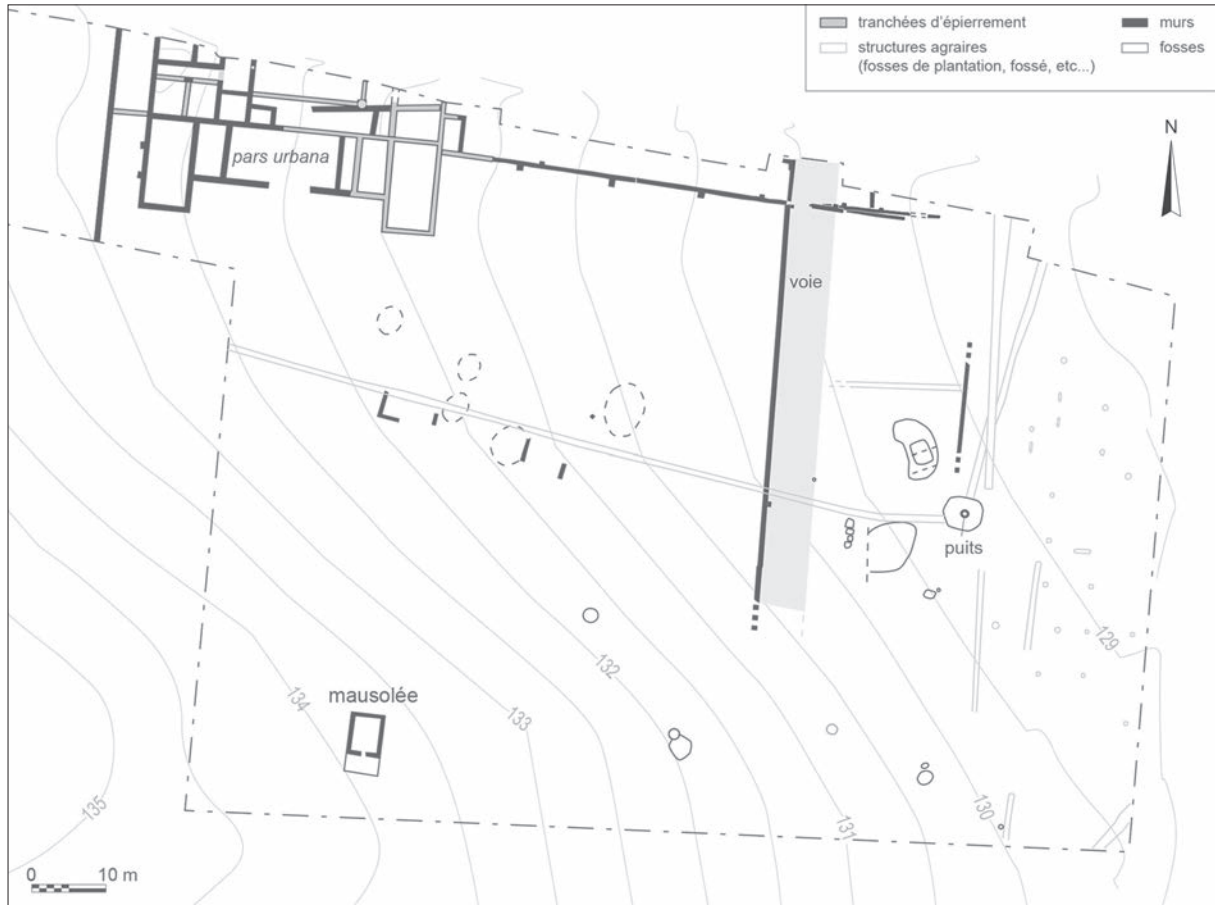 tranchées d'épierrement
murs
structures agraires
(fosses de plantation, fossé, etc...)
fosses
N
pars urbana
voie
puits
129
132
mausolée
134
133
135
131
130
0 10 m